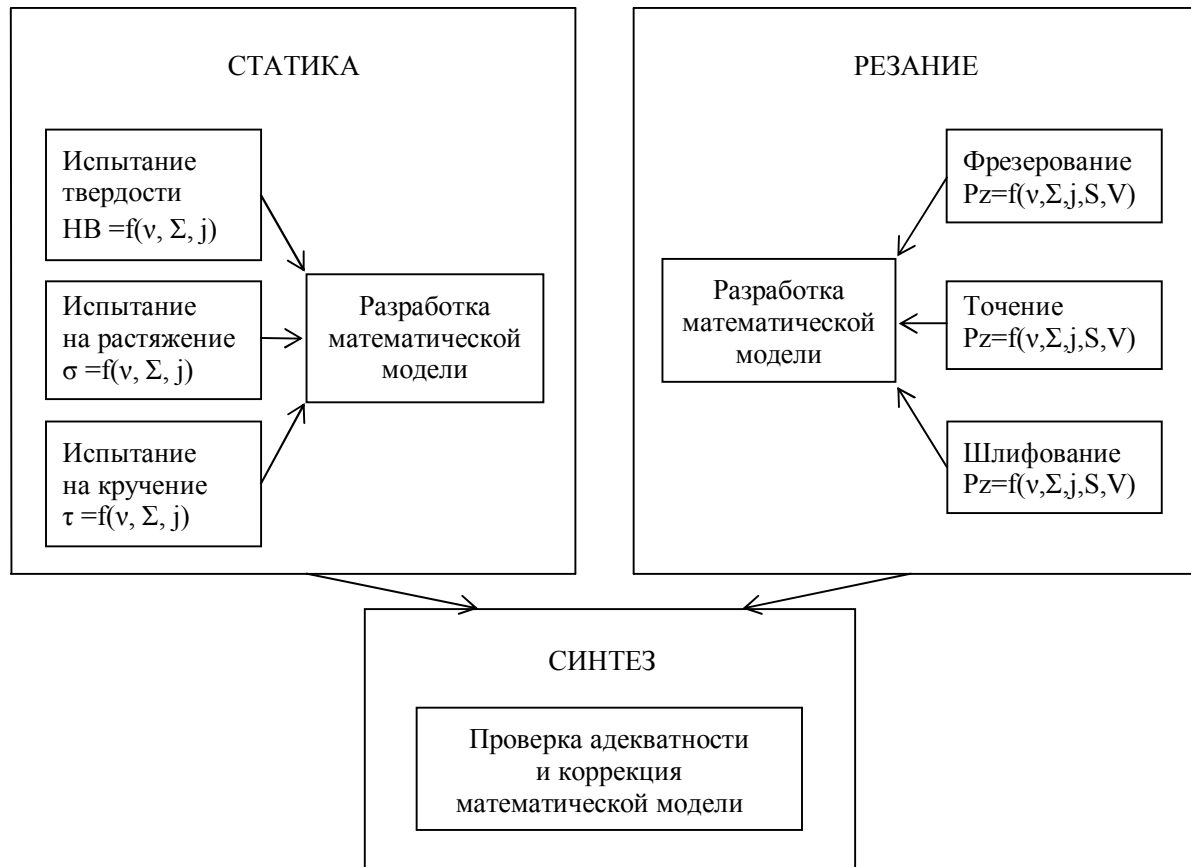 СТАТИКА
Испытание
твердости
HB =f(ν, Σ, j)
Испытание
на растяжение
σ =f(ν, Σ, j)
Испытание
на кручение
τ =f(ν, Σ, j)
Разработка
математической
модели
РЕЗАНИЕ
Фрезерование
Pz=f(ν,Σ,j,S,V)
Точение
Pz=f(ν,Σ,j,S,V)
Шлифование
Pz=f(ν,Σ,j,S,V)
Разработка
математической
модели
СИНТЕЗ
Проверка адекватности
и коррекция
математической модели